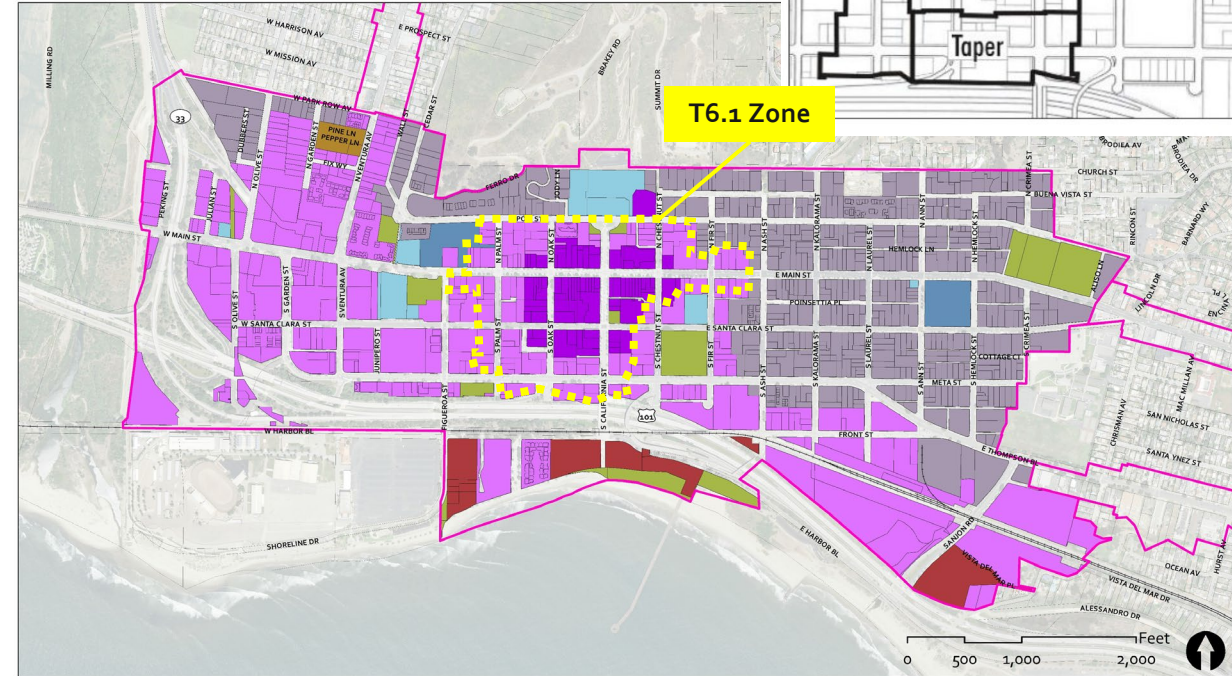 Taper
T6.1 Zone
MILLING RD
W HARRISON AV
W MISSION AV
E PROSPECT ST
BRAKEY RD
SUMMIT DR
33
W PARK ROW AV
CEDAR ST
DUBBERS ST
N OLIVE ST
N GARDEN ST
PINE LN
PEPPER LN
FIX WY
N VENTURA AV
FERRO DR
PEKING ST
JULIAN ST
W MAIN ST
N PALM ST
N OAK ST
N FIR ST
N ASH ST
N KALORAMA ST
N LAUREL ST
N ANN ST
N HEMLOCK ST
HEMLOCK LN
N CRIMEA ST
BUENA VISTA ST
CHURCH ST
BRODIEA AV
RINCON ST
BARNARD WY
E MAIN ST
POINSETTIA PL
ALISO LN
LINCOLN DR
S OLIVE ST
S GARDEN ST
S VENTURA AV
W SANTA CLARA ST
JUNIPERO ST
FIGUEROA ST
S PALM ST
S OAK ST
S CALIFORNIA ST
S CHESTNUT ST
E SANTA CLARA ST
S FIR ST
S ASH ST
S KALORAMA ST
S LAUREL ST
S ANN ST
S HEMLOCK ST
S CRIMEA ST
COTTAGE CT
META ST
101
FRONT ST
E THOMPSON BL
CHRISMAN AV
MAC MILLAN AV
SAN NICHOLAS ST
SANTA YNEZ ST
W HARBOR BL
SHORELINE DR
E HARBOR BL
SANJON RD
VISTA DEL MAR PL
OCEAN AV
HURST AV
VISTA DEL MAR DR
ALESSANDRO DR
Feet
0 500 1,000 2,000